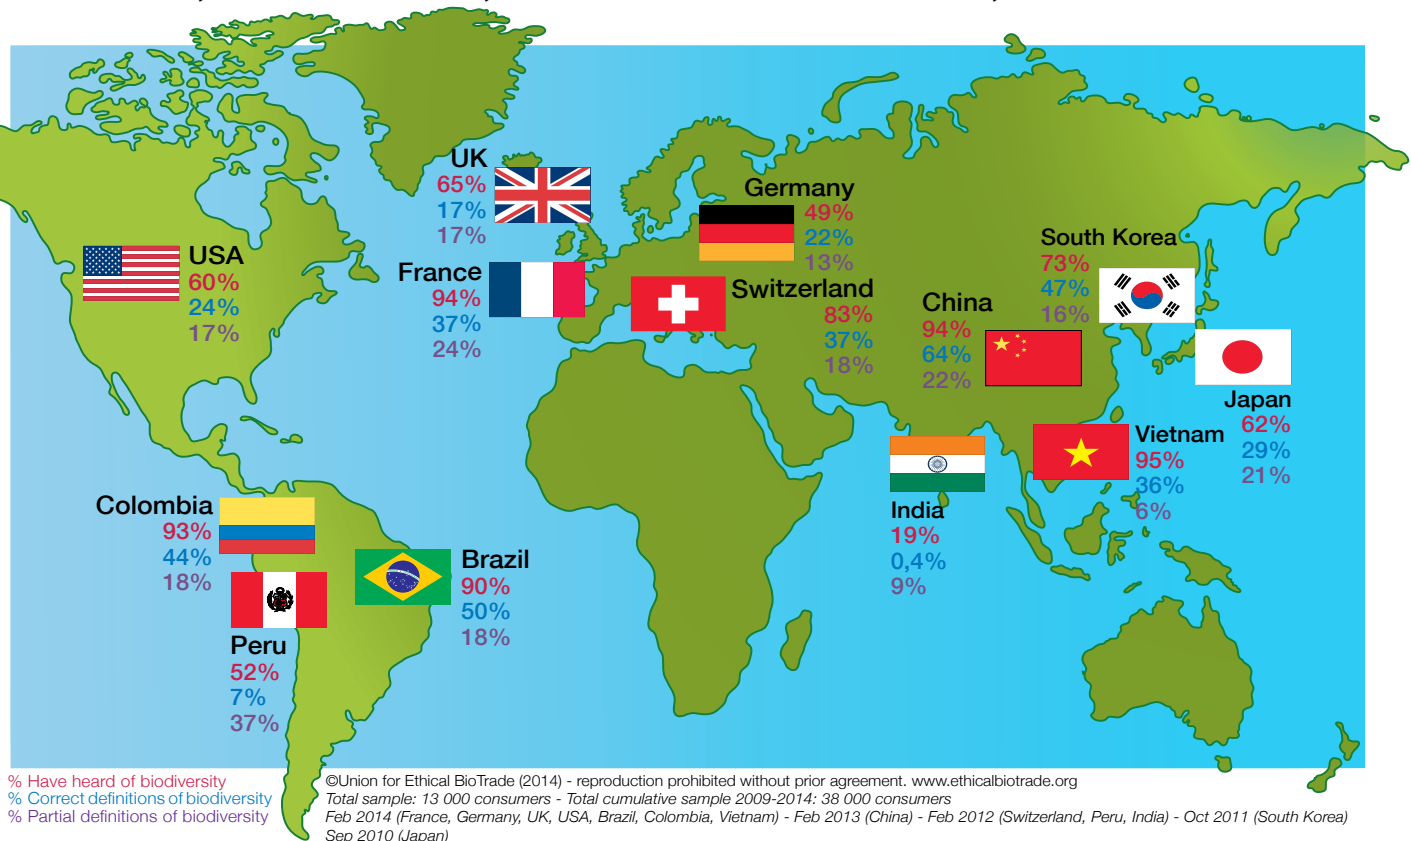 UK
65%
17%
17%
Germany
49%
22%
13%
USA
60%
24%
17%
France
94%
37%
24%
Switzerland
83%
37%
18%
South Korea
73%
47%
16%
China
94%
64%
22%
Japan
62%
29%
21%
Vietnam
95%
36%
6%
India
19%
0,4%
9%
Colombia
93%
44%
18%
Brazil
90%
50%
18%
Peru
52%
7%
37%
% Have heard of biodiversity
% Correct definitions of biodiversity
% Partial definitions of biodiversity
©Union for Ethical BioTrade (2014) - reproduction prohibited without prior agreement. www.ethicalbiotrade.org
Total sample: 13 000 consumers - Total cumulative sample 2009-2014: 38 000 consumers
Feb 2014 (France, Germany, UK, USA, Brazil, Colombia, Vietnam) - Feb 2013 (China) - Feb 2012 (Switzerland, Peru, India) - Oct 2011 (South Korea)
Sep 2010 (Japan)